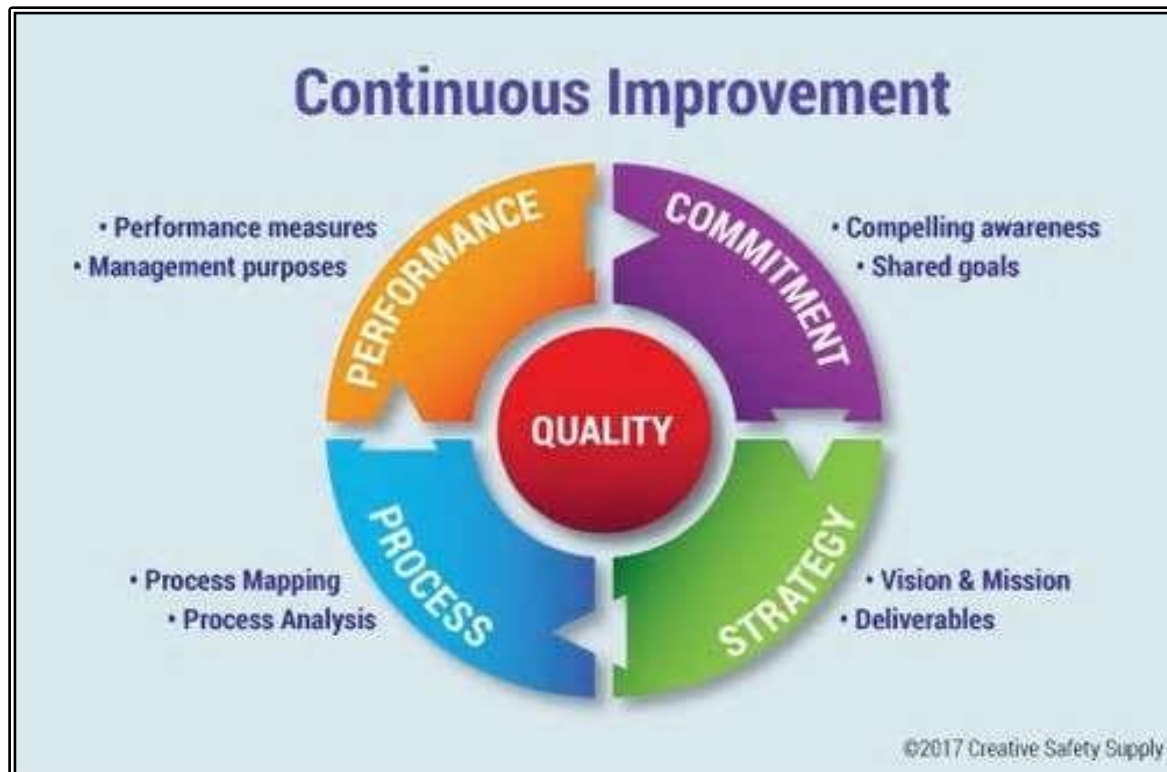 Continuous Improvement
PERFORMANCE
• Performance measures
• Management purposes
COMMITMENT
• Compelling awareness
• Shared goals
QUALITY
PROCESS
• Process Mapping
• Process Analysis
STRATEGY
• Vision & Mission
• Deliverables
©2017 Creative Safety Supply